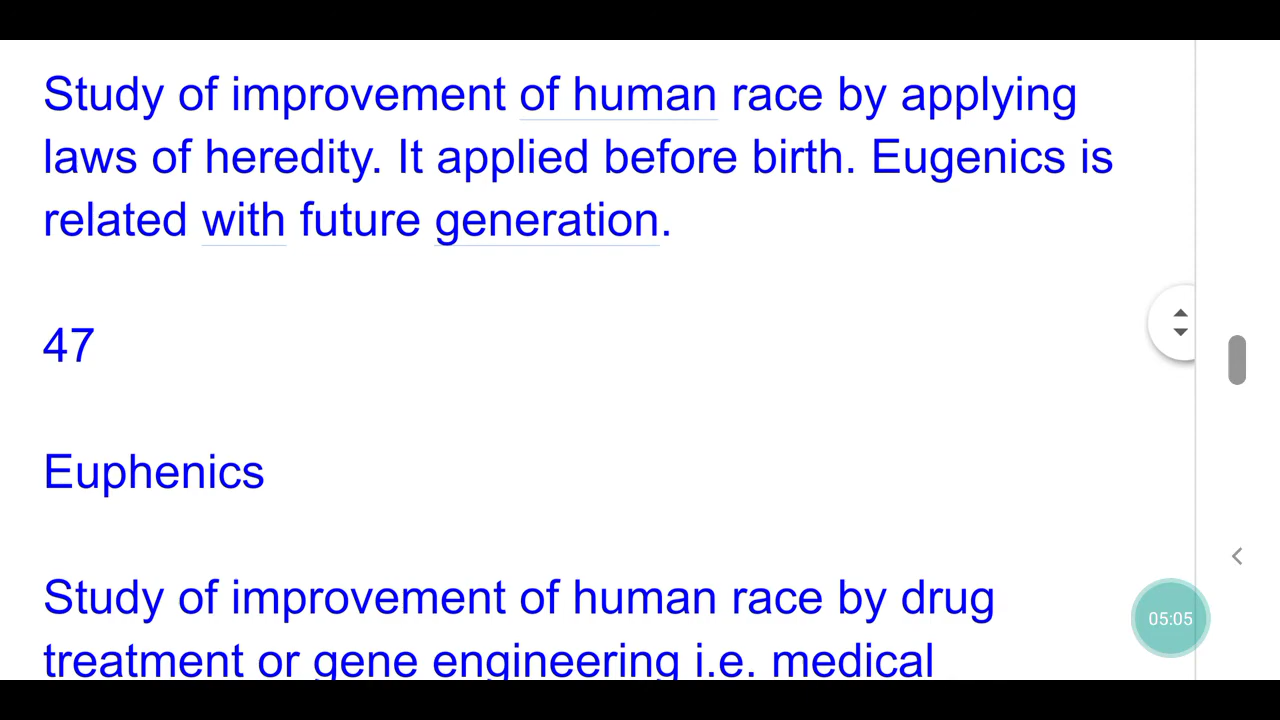 Study of improvement of human race by applying
laws of heredity. It applied before birth. Eugenics is
related with future generation.
47
Euphenics
Study of improvement of human race by drug
05:05
treatment or gene engineering i.e. medical